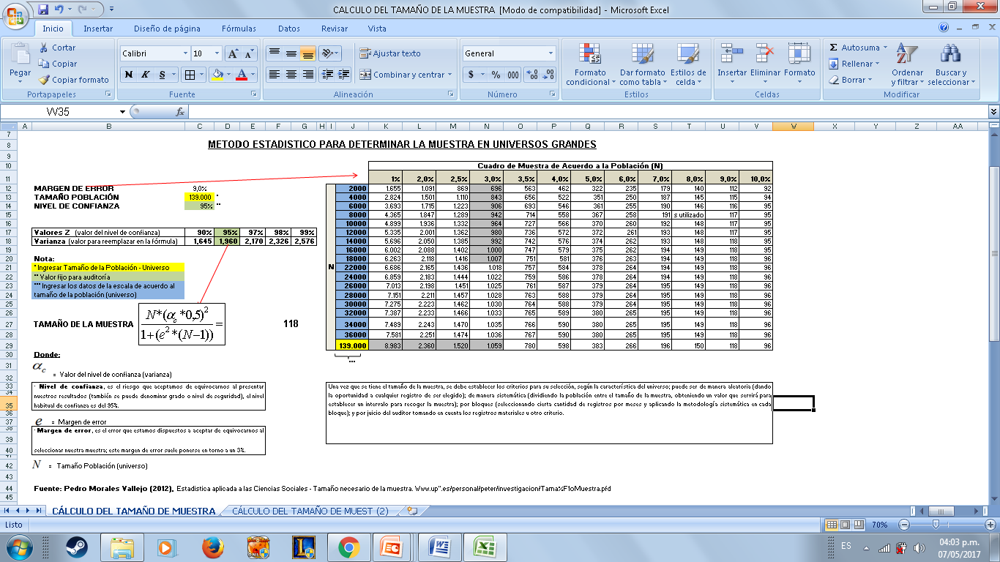 CALCULO DEL TAMAÑO DE LA MUESTRA [Modo de compatibilidad] - Microsoft Excel
Inicio Insertar Diseño de página Fórmulas Datos Revisar Vista
Pegar
Cortar
Copiar
Copiar formato
Portapapeles
Calibri 10
N K S
Fuente
Ajustar texto
Combinar y centrar
Alineación
General
$ % 000
Número
Formato condicional
Dar formato como tabla
Estilos de celda
Estilos
Insertar Eliminar Formato
Celdas
Autosuma
Rellenar
Borrar
Ordenar y filtrar
Buscar y seleccionar
Modificar
W35 fx
A B C D E F G H I J K L M N O P Q R S T U V W X Y Z AA
METODO ESTADISTICO PARA DETERMINAR LA MUESTRA EN UNIVERSOS GRANDES
Cuadro de Muestra de Acuerdo a la Población (N)
1% 2,0% 2,5% 3,0% 3,5% 4,0% 5,0% 6,0% 7,0% 8,0% 9,0% 10,0%
N
2000 1.655 1.091 869 696 563 462 322 235 179 140 112 92
4000 2.824 1.501 1.110 843 656 522 351 250 187 145 115 94
6000 3.693 1.715 1.223 906 693 546 361 255 190 146 116 95
8000 4.365 1.847 1.289 942 714 558 367 258 191 s utilizado 117 95
10000 4.899 1.936 1.332 964 727 566 370 260 192 148 117 95
12000 5.335 2.001 1.362 980 736 572 372 261 193 148 117 95
14000 5.696 2.050 1.385 992 742 576 374 262 193 148 118 95
16000 6.002 2.088 1.402 1.000 747 579 375 262 194 149 118 95
18000 6.263 2.118 1.416 1.007 751 581 376 263 194 149 118 96
22000 6.686 2.165 1.436 1.018 757 584 378 264 194 149 118 96
24000 6.859 2.183 1.444 1.022 759 586 378 264 194 149 118 96
26000 7.013 2.198 1.451 1.025 761 587 379 264 195 149 118 96
28000 7.151 2.211 1.457 1.028 763 588 379 264 195 149 118 96
30000 7.275 2.223 1.462 1.030 764 588 379 264 195 149 118 96
32000 7.387 2.233 1.466 1.033 765 589 380 265 195 149 118 96
34000 7.489 2.243 1.470 1.035 766 590 380 265 195 149 118 96
36000 7.581 2.251 1.474 1.036 767 590 380 265 195 149 118 96
139.000 8.983 2.360 1.520 1.059 780 598 383 266 196 150 118 96
***
MARGEN DE ERROR 9,0%
TAMAÑO POBLACIÓN 139.000 *
NIVEL DE CONFIANZA 95% **
Valores Z (valor del nivel de confianza) 90% 95% 97% 98% 99%
Varianza (valor para reemplazar en la fórmula) 1,645 1,960 2,170 2,326 2,576
Nota:
* Ingresar Tamaño de la Población - Universo
** Valor fijo para auditoría
*** Ingresar los datos de la escala de acuerdo al
tamaño de la población (universo)
TAMAÑO DE LA MUESTRA N*(αc*0,5)² / 1+(e²*(N−1)) = 118
Donde:
αc = Valor del nivel de confianza (varianza)
· Nivel de confianza, es el riesgo que aceptamos de equivocarnos al presentar
nuestros resultados (también se puede denominar grado o nivel de seguridad), el nivel
habitual de confianza es del 95%.
e = Margen de error
· Margen de error, es el error que estamos dispuestos a aceptar de equivocarnos al
seleccionar nuestra muestra; este margen de error suele ponerse en torno a un 3%.
N = Tamaño Población (universo)
Una vez que se tiene el tamaño de la muestra, se debe establecer los criterios para su selección, según la característica del universo; puede ser de manera aleatoria (dando
la oportunidad a cualquier registro de ser elegido); de manera sistemática (dividiendo la población entre el tamaño de la muestra, obteniendo un valor que servirá para
establecer un intervalo para recoger la muestra); por bloques (seleccionando cierta cantidad de registros por meses y aplicando la metodología sistemática en cada
bloque); y por juicio del auditor tomando en cuenta los registros materiales u otro criterio.
Fuente: Pedro Morales Vallejo (2012), Estadistica aplicada a las Ciencias Sociales - Tamaño necesario de la muestra. Www.up".es/personal/peter/investigacion/Tama%F1oMuestra.pfd
CÁLCULO DEL TAMAÑO DE MUESTRA CÁLCULO DEL TAMAÑO DE MUEST (2)
Listo 70%
ES 04:03 p.m.
07/05/2017